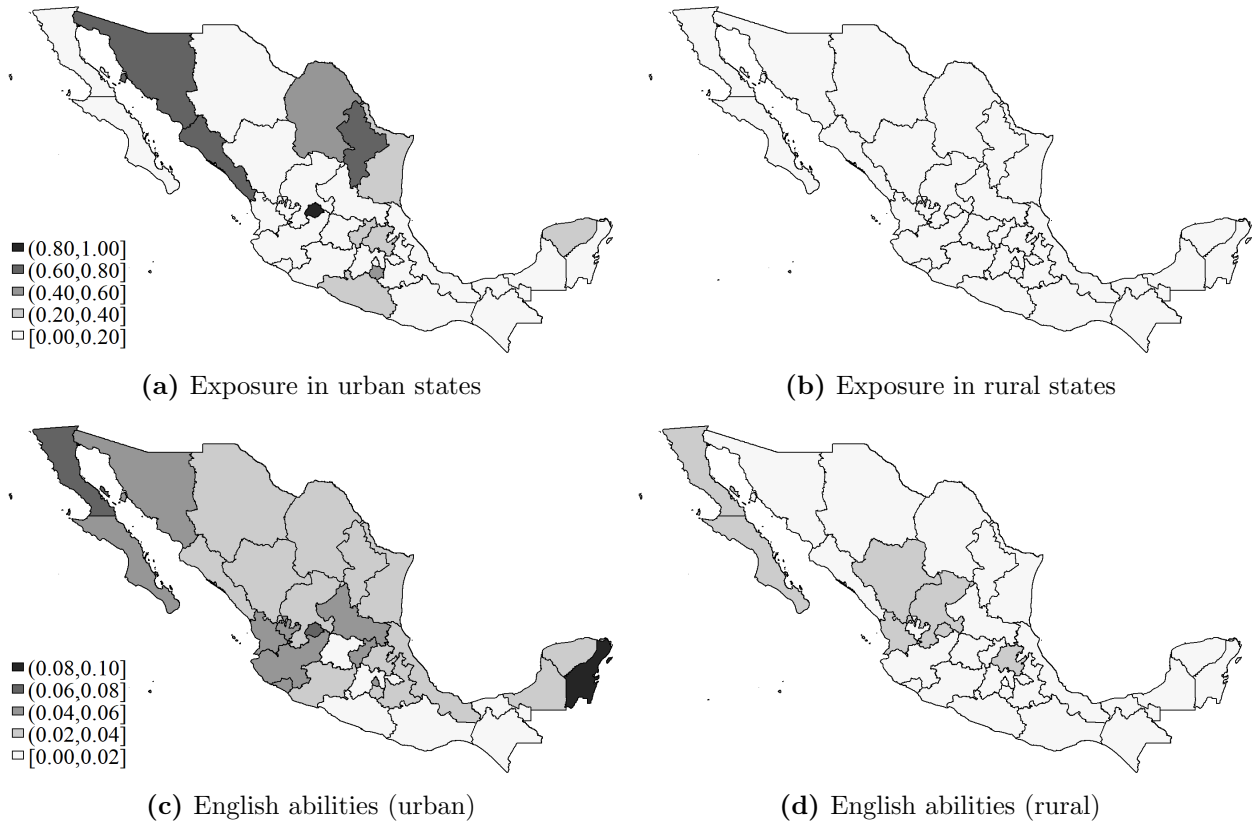 (0.80,1.00]
(0.60,0.80]
(0.40,0.60]
(0.20,0.40]
[0.00,0.20]
(a) Exposure in urban states
(b) Exposure in rural states
(0.08,0.10]
(0.06,0.08]
(0.04,0.06]
(0.02,0.04]
[0.00,0.02]
(c) English abilities (urban)
(d) English abilities (rural)